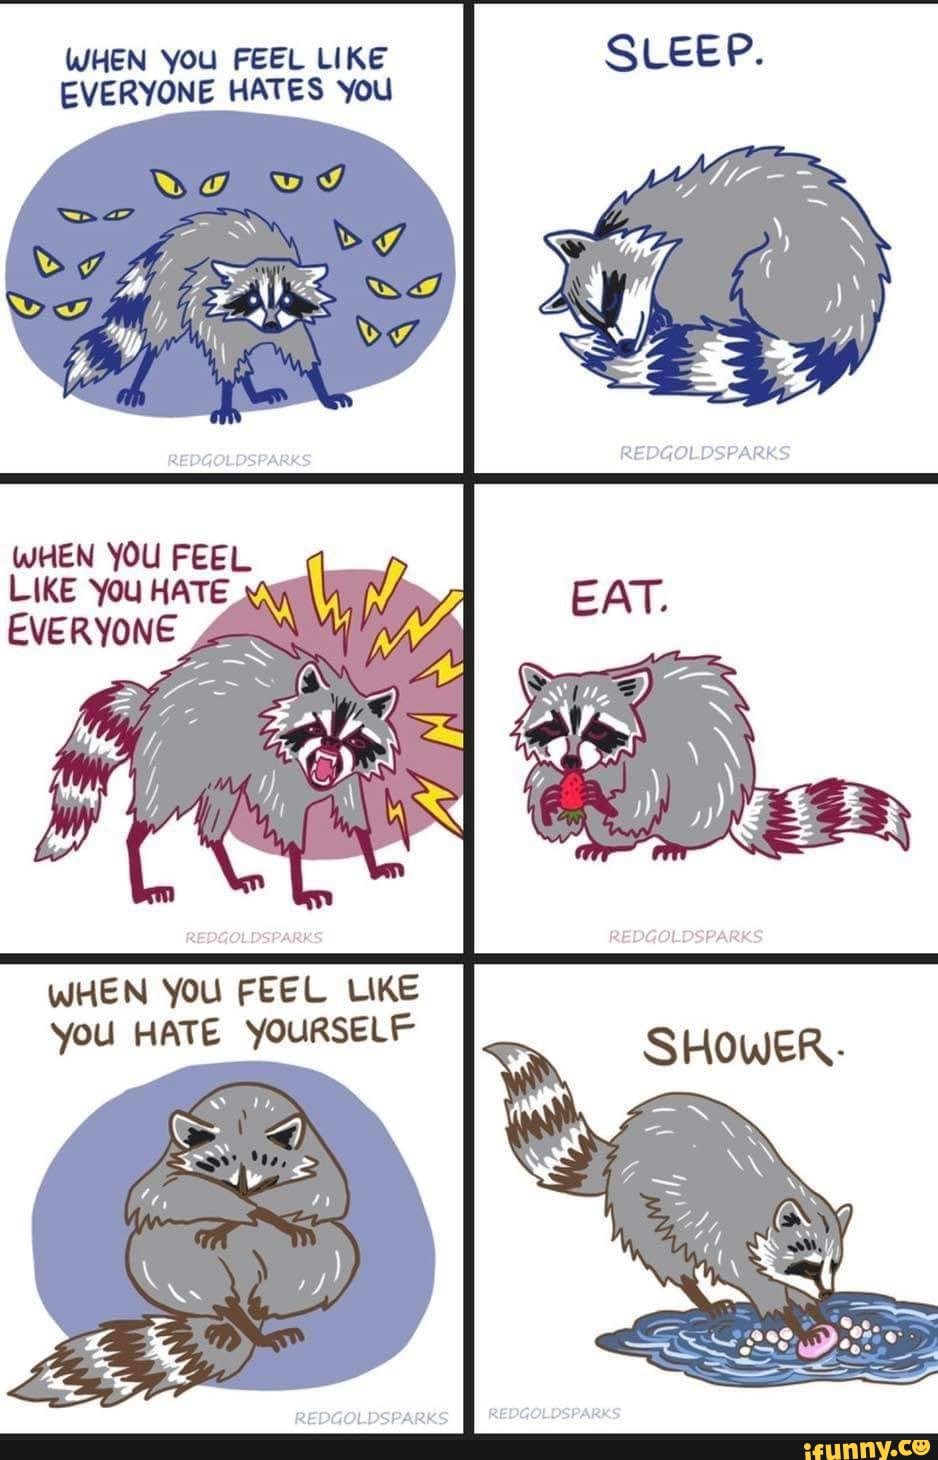 WHEN YOU FEEL LIKE
EVERYONE HATES YOU
REDGOLDSPARKS
SLEEP.
REDGOLDSPARKS
WHEN YOU FEEL
LIKE YOU HATE
EVERYONE
REDGOLDSPARKS
EAT.
REDGOLDSPARKS
WHEN YOU FEEL LIKE
YOU HATE YOURSELF
REDGOLDSPARKS
SHOWER.
REDGOLDSPARKS
ifunny.co